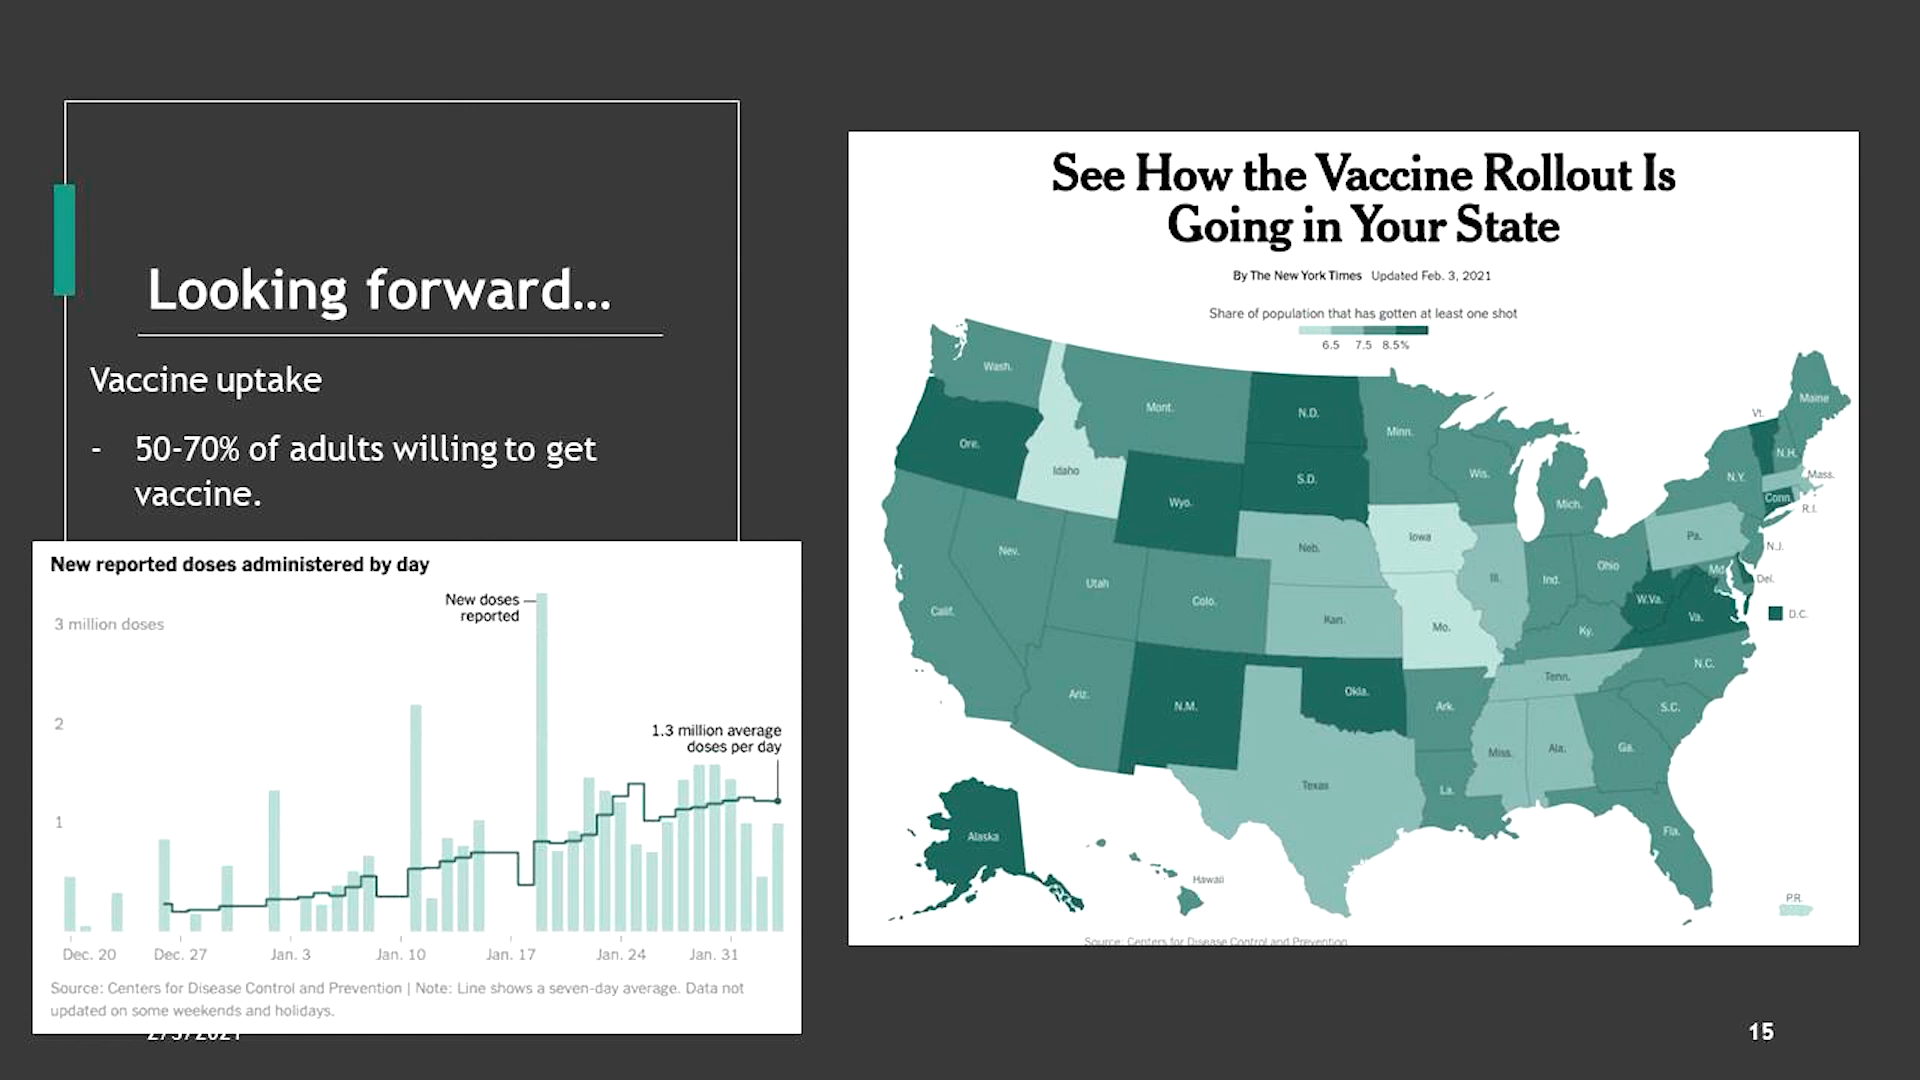 Looking forward…
Vaccine uptake
- 50-70% of adults willing to get
vaccine.
New reported doses administered by day
New doses
reported
3 million doses
2
1.3 million average
doses per day
1
Dec. 20 Dec. 27 Jan. 3 Jan. 10 Jan. 17 Jan. 24 Jan. 31
Source: Centers for Disease Control and Prevention | Note: Line shows a seven-day average. Data not
updated on some weekends and holidays.
See How the Vaccine Rollout Is
Going in Your State
By The New York Times Updated Feb. 3, 2021
Share of population that has gotten at least one shot
6.5 7.5 8.5%
Wash.
Mont.
N.D.
Minn.
Maine
Vt.
Ore.
Idaho
S.D.
Wis.
N.H.
Mass.
N.Y.
Conn.
R.I.
Wyo.
Mich.
Iowa
Pa.
Neb.
N.J.
Nev.
Ohio
Md.
Del.
Utah
Ill.
Ind.
Colo.
W.Va.
Calif.
Kan.
Mo.
Ky.
Va.
D.C.
N.C.
Tenn.
Ariz.
Okla.
N.M.
Ark.
S.C.
Miss.
Ala.
Ga.
Texas
La.
Alaska
Fla.
Hawaii
P.R.
Source: Centers for Disease Control and Prevention
15